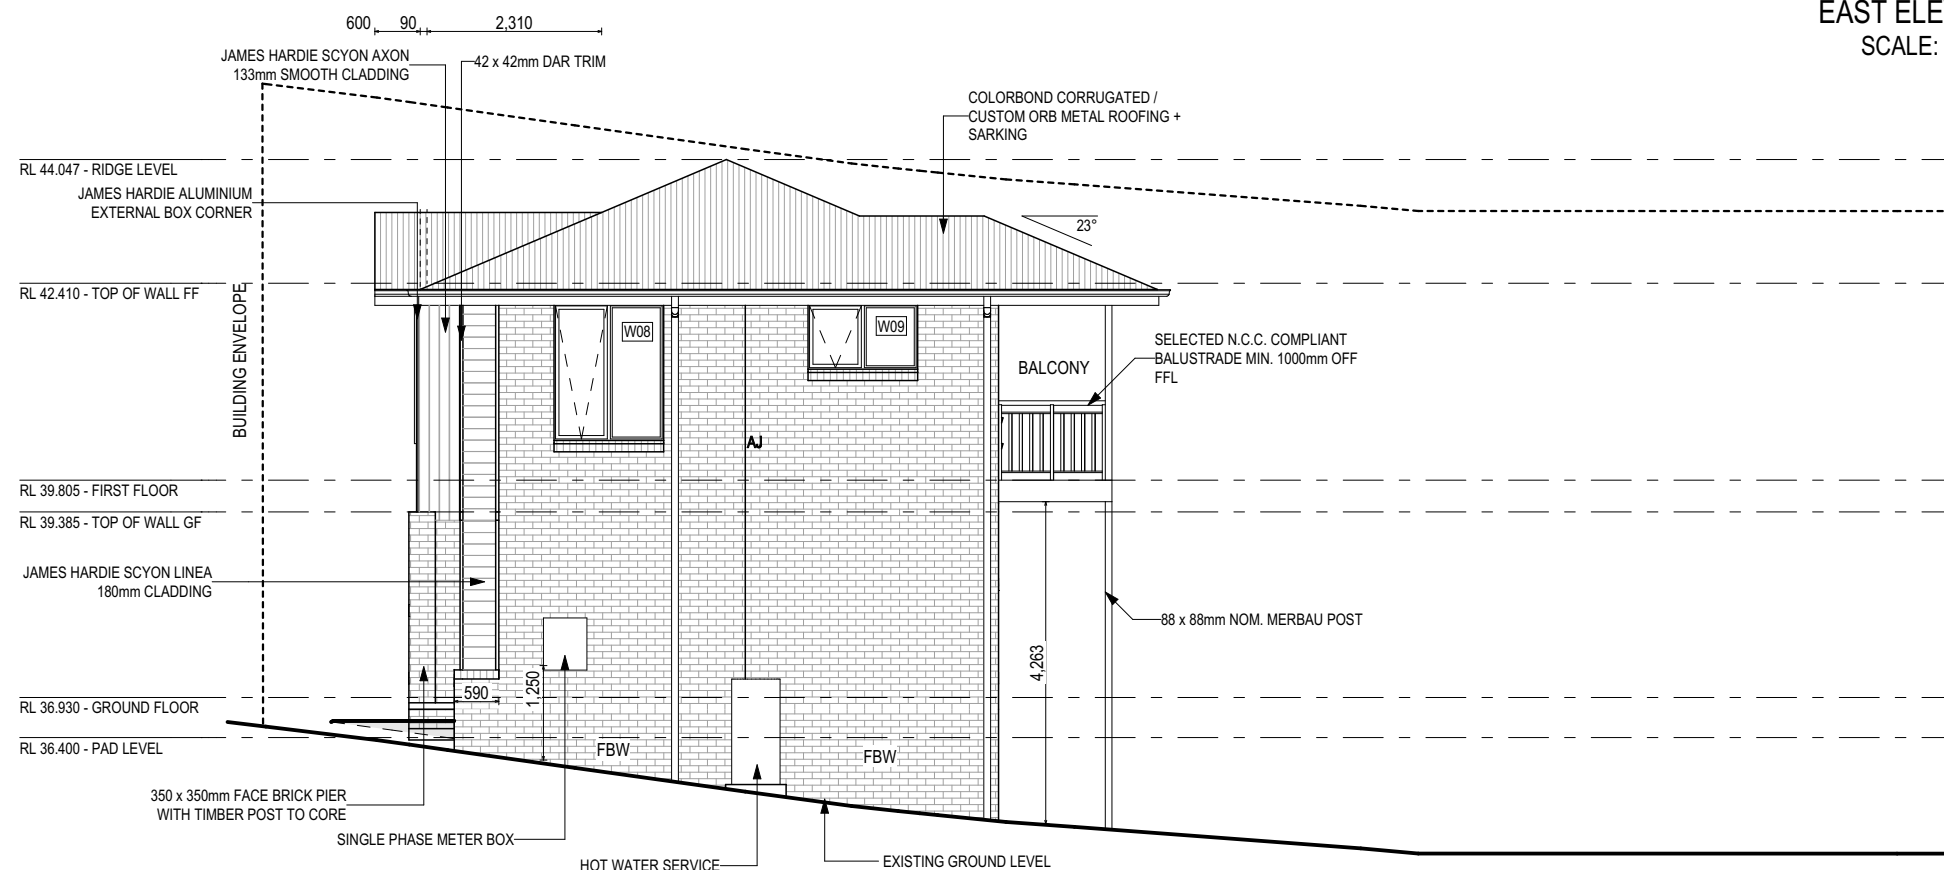 EAST ELE
SCALE:
600 90 2,310
JAMES HARDIE SCYON AXON
133mm SMOOTH CLADDING
42 x 42mm DAR TRIM
COLORBOND CORRUGATED /
CUSTOM ORB METAL ROOFING +
SARKING
RL 44.047 - RIDGE LEVEL
JAMES HARDIE ALUMINIUM
EXTERNAL BOX CORNER
23°
RL 42.410 - TOP OF WALL FF
BUILDING ENVELOPE
W08
W09
SELECTED N.C.C. COMPLIANT
BALUSTRADE MIN. 1000mm OFF
FFL
BALCONY
AJ
RL 39.805 - FIRST FLOOR
RL 39.385 - TOP OF WALL GF
JAMES HARDIE SCYON LINEA
180mm CLADDING
88 x 88mm NOM. MERBAU POST
4,263
590
1,250
RL 36.930 - GROUND FLOOR
RL 36.400 - PAD LEVEL
FBW
FBW
350 x 350mm FACE BRICK PIER
WITH TIMBER POST TO CORE
SINGLE PHASE METER BOX
HOT WATER SERVICE
EXISTING GROUND LEVEL